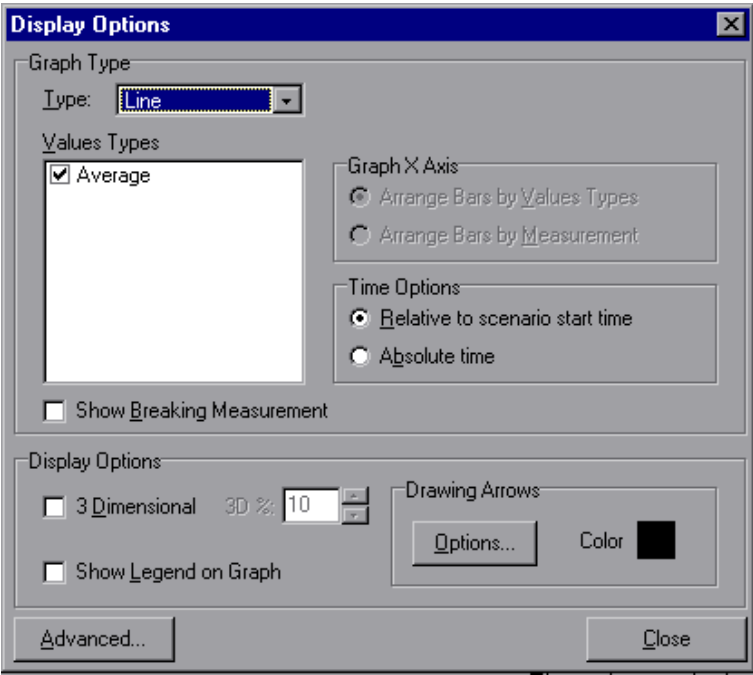 Display Options
Graph Type
Type: Line
Values Types
Average
Graph X Axis
Arrange Bars by Values Types
Arrange Bars by Measurement
Time Options
Relative to scenario start time
Absolute time
Show Breaking Measurement
Display Options
3 Dimensional 3D %: 10
Drawing Arrows
Options... Color
Show Legend on Graph
Advanced... Close